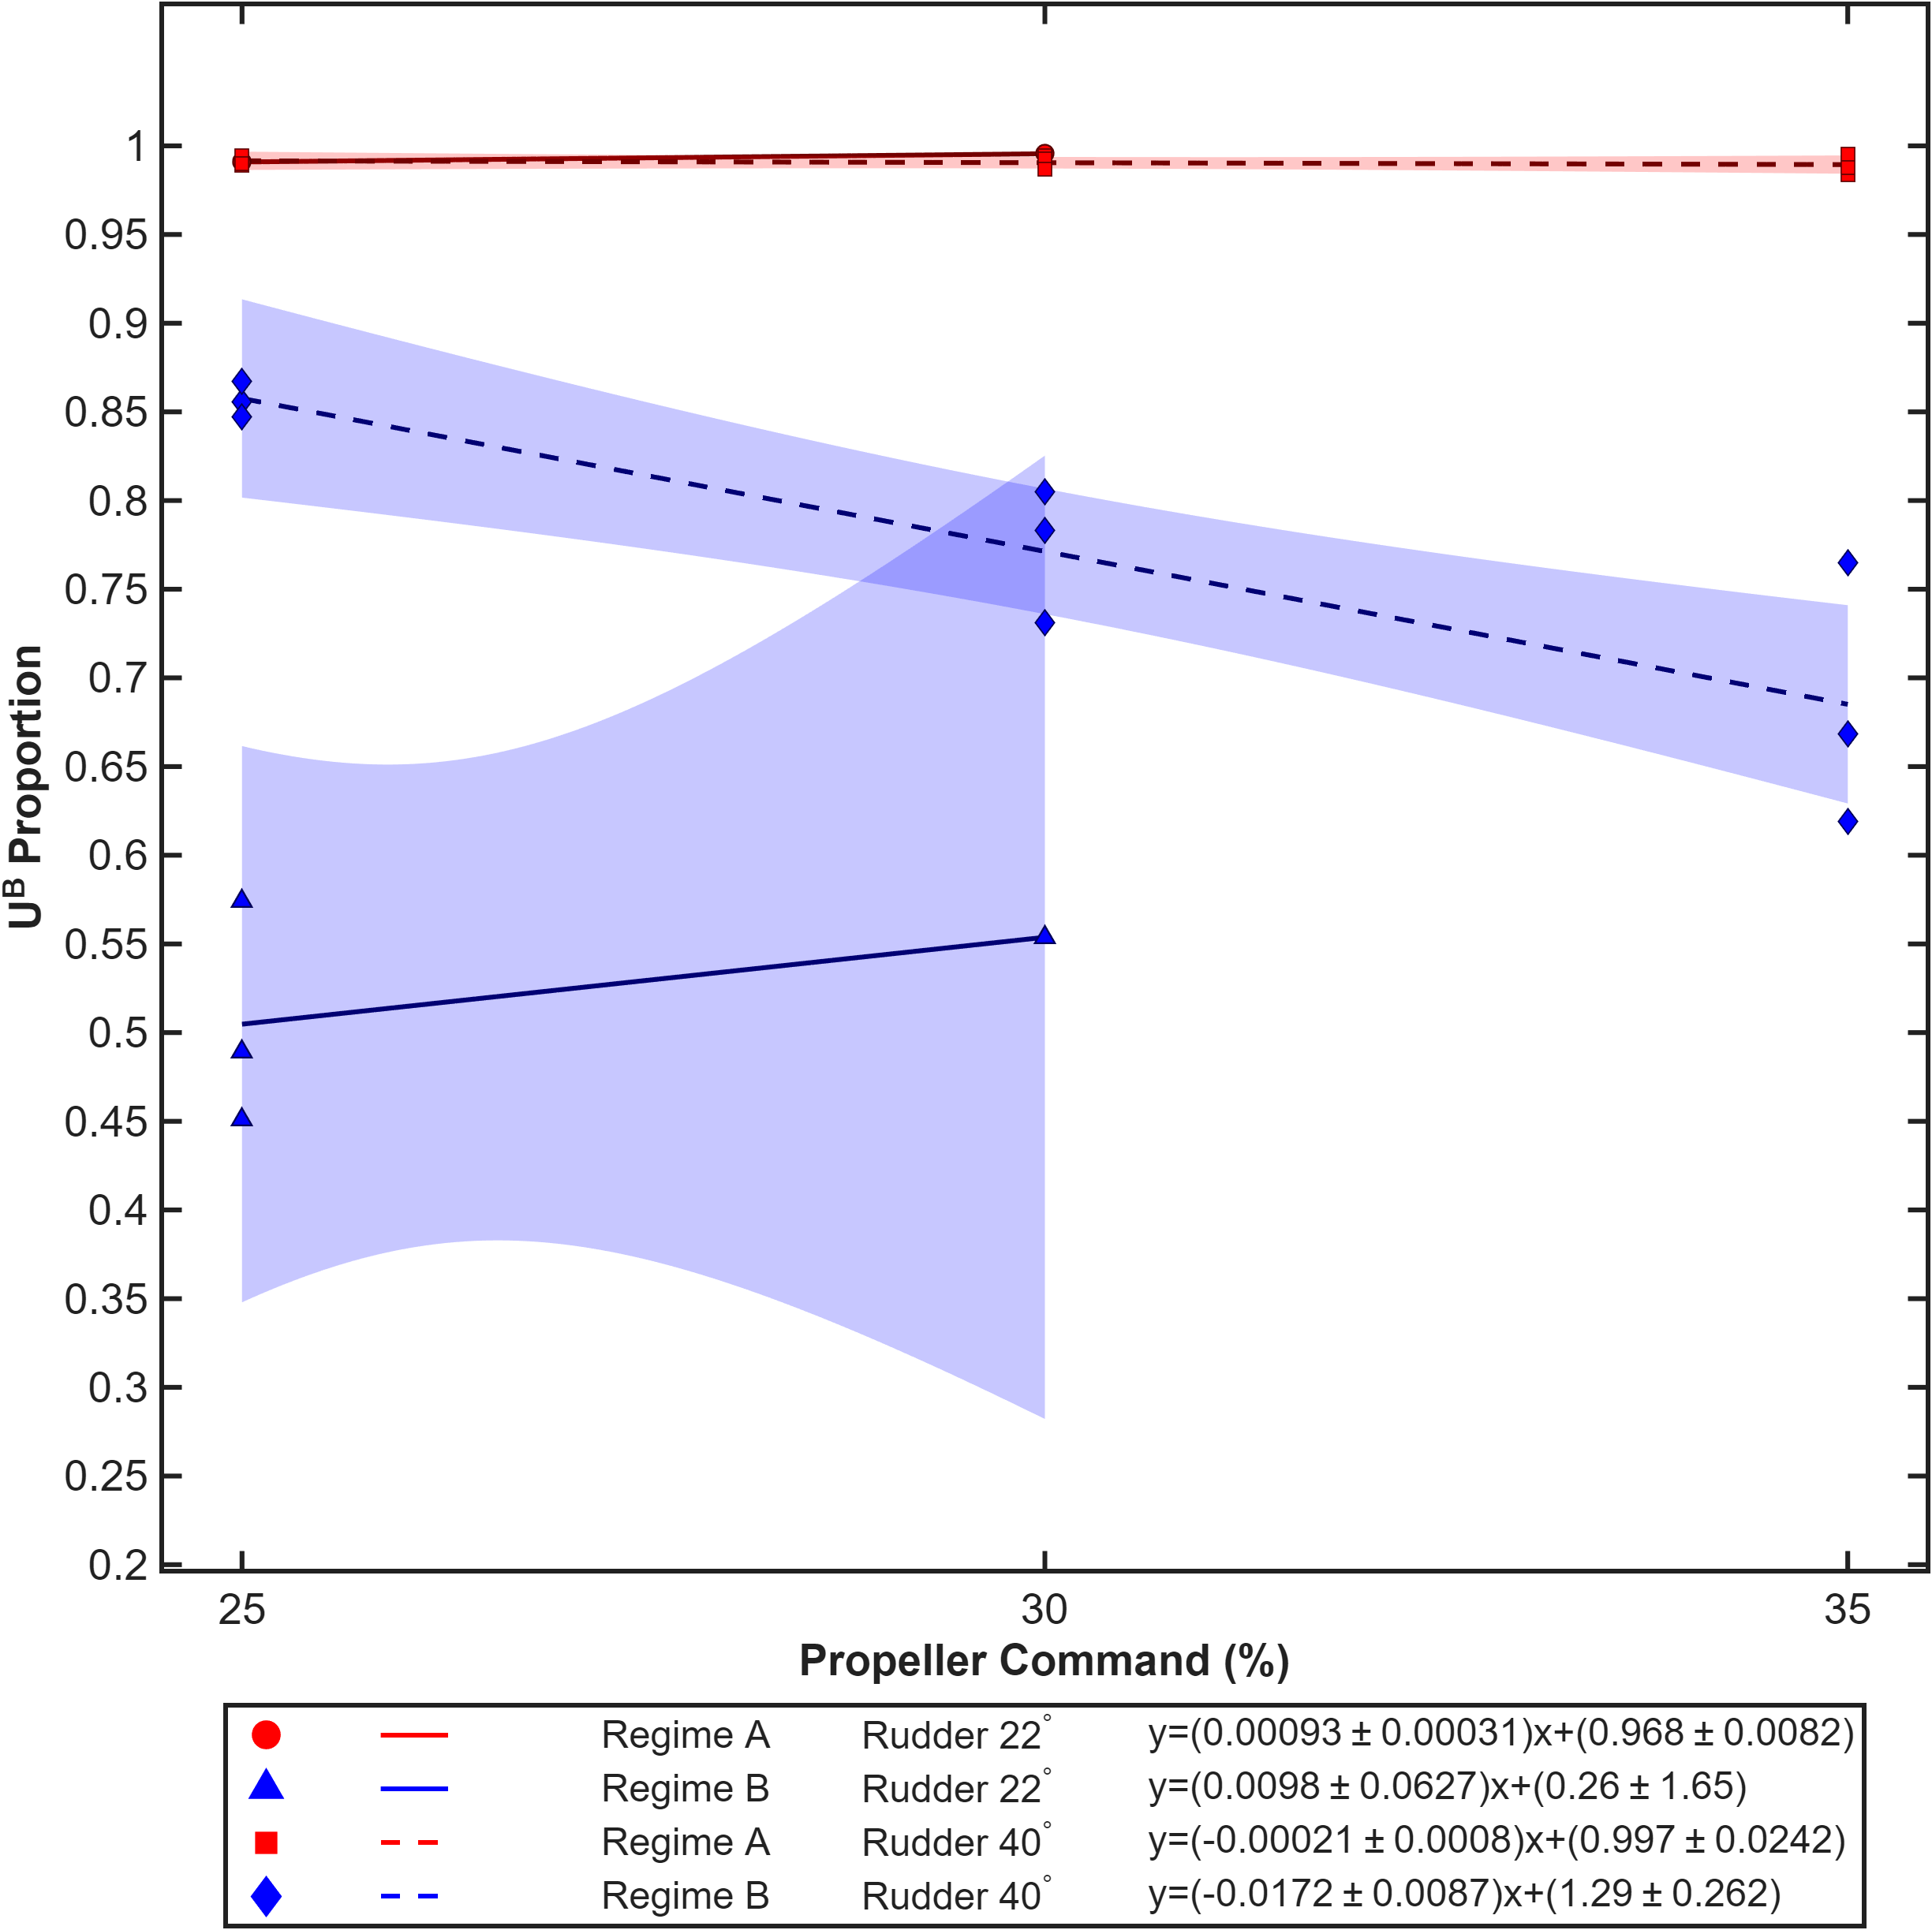 1
0.95
0.9
0.85
0.8
0.75
0.7
0.65
0.6
0.55
0.5
0.45
0.4
0.35
0.3
0.25
0.2
U^B Proportion
25 30 35
Propeller Command (%)
Regime A Rudder 22° y=(0.00093 ± 0.00031)x+(0.968 ± 0.0082)
Regime B Rudder 22° y=(0.0098 ± 0.0627)x+(0.26 ± 1.65)
Regime A Rudder 40° y=(-0.00021 ± 0.0008)x+(0.997 ± 0.0242)
Regime B Rudder 40° y=(-0.0172 ± 0.0087)x+(1.29 ± 0.262)